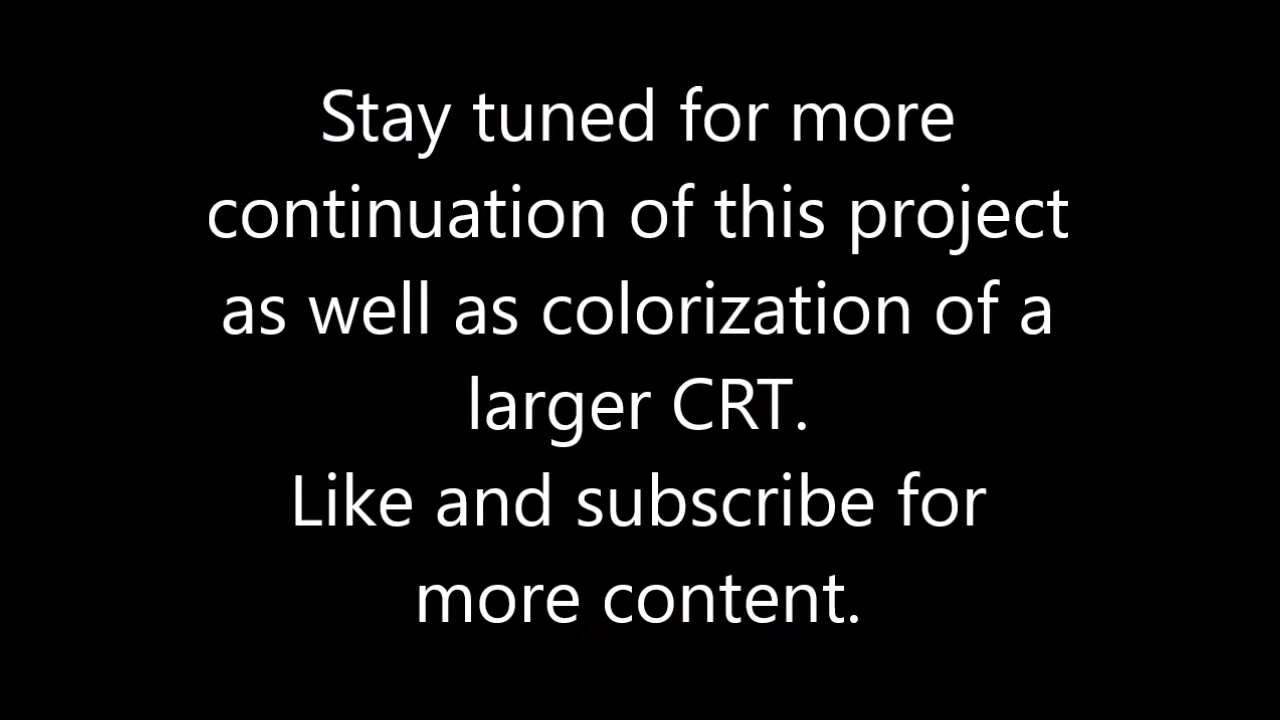 Stay tuned for more
continuation of this project
as well as colorization of a
larger CRT.
Like and subscribe for
more content.